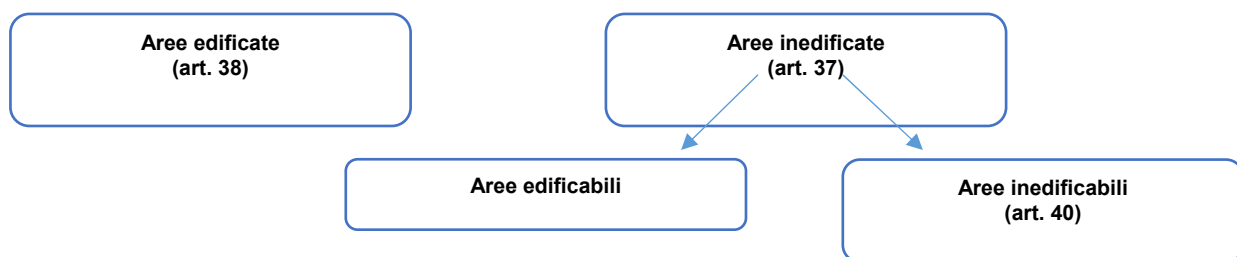 Aree edificate
(art. 38)
Aree inedificate
(art. 37)
Aree edificabili
Aree inedificabili
(art. 40)